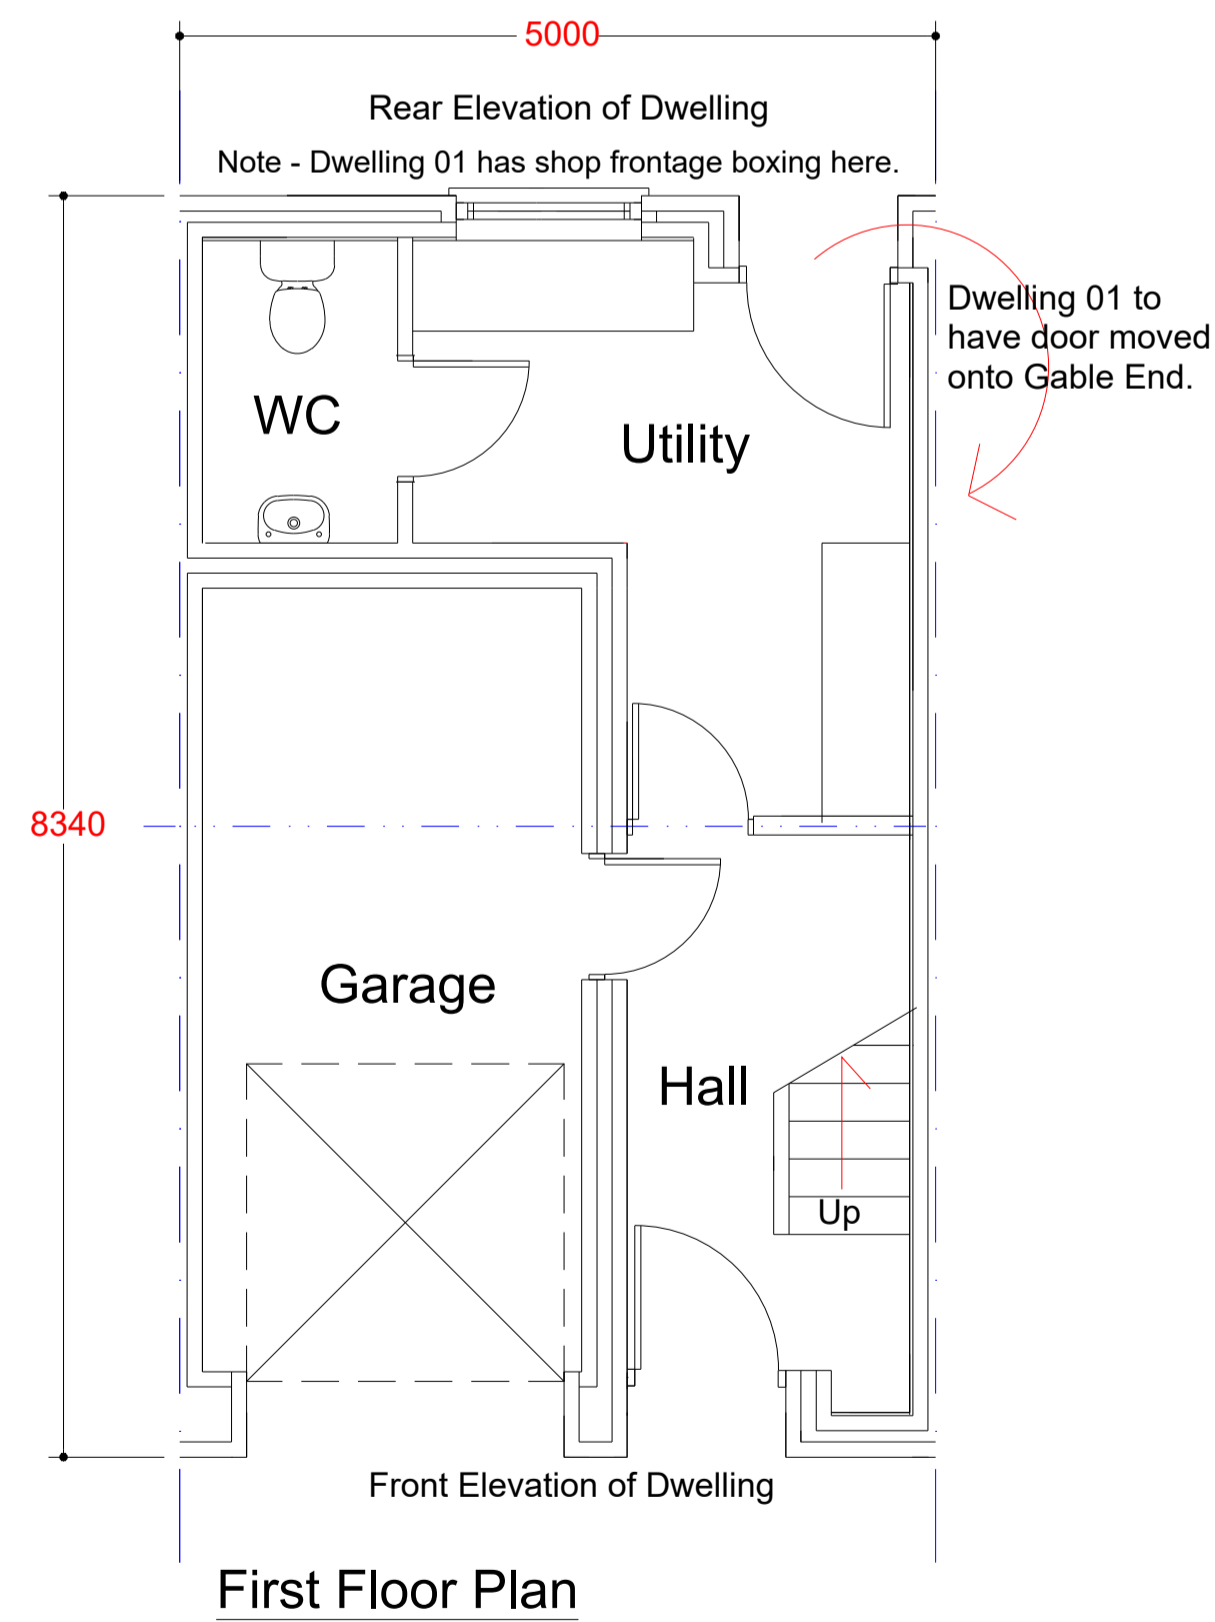 5000
Rear Elevation of Dwelling
Note - Dwelling 01 has shop frontage boxing here.
Dwelling 01 to
have door moved
onto Gable End.
WC
Utility
8340
Garage
Hall
Up
Front Elevation of Dwelling
First Floor Plan